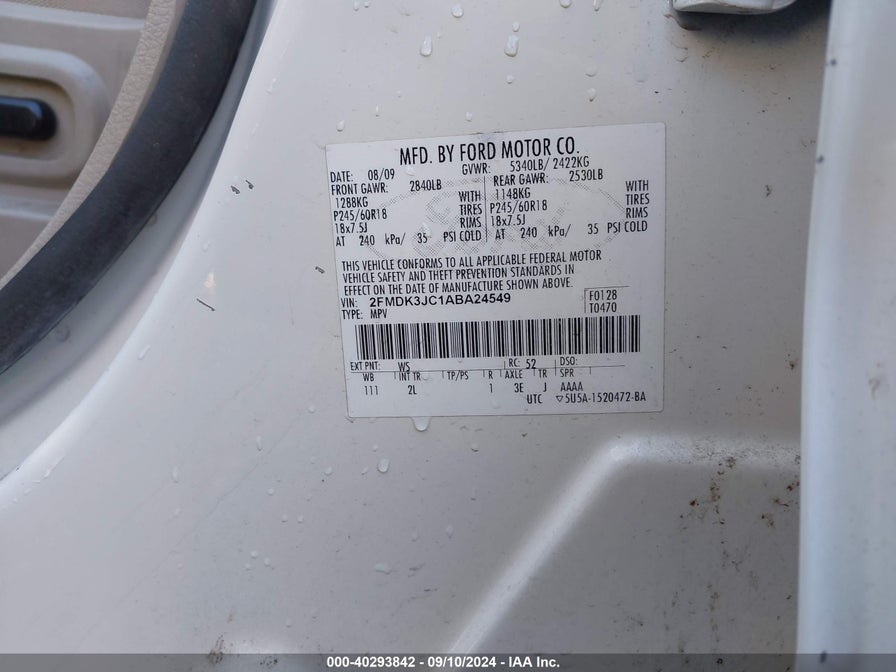 MFD. BY FORD MOTOR CO.
DATE: 08/09 GVWR: 5340LB/ 2422KG
FRONT GAWR: 2840LB REAR GAWR: 2530LB
1288KG WITH 1148KG WITH
P245/60R18 TIRES P245/60R18 TIRES
18x7.5J RIMS 18x7.5J RIMS
AT 240 kPa/ 35 PSI COLD AT 240 kPa/ 35 PSI COLD
THIS VEHICLE CONFORMS TO ALL APPLICABLE FEDERAL MOTOR
VEHICLE SAFETY AND THEFT PREVENTION STANDARDS IN
EFFECT ON THE DATE OF MANUFACTURE SHOWN ABOVE.
VIN: 2FMDK3JC1ABA24549 F0128
TYPE: MPV T0470
EXT PNT: WS RC: 52 DSO:
WB INT TR TP/PS R AXLE TR SPR
111 2L 1 3E J AAAA
UTC ▽5U5A-1520472-BA
000-40293842 - 09/10/2024 - IAA Inc.